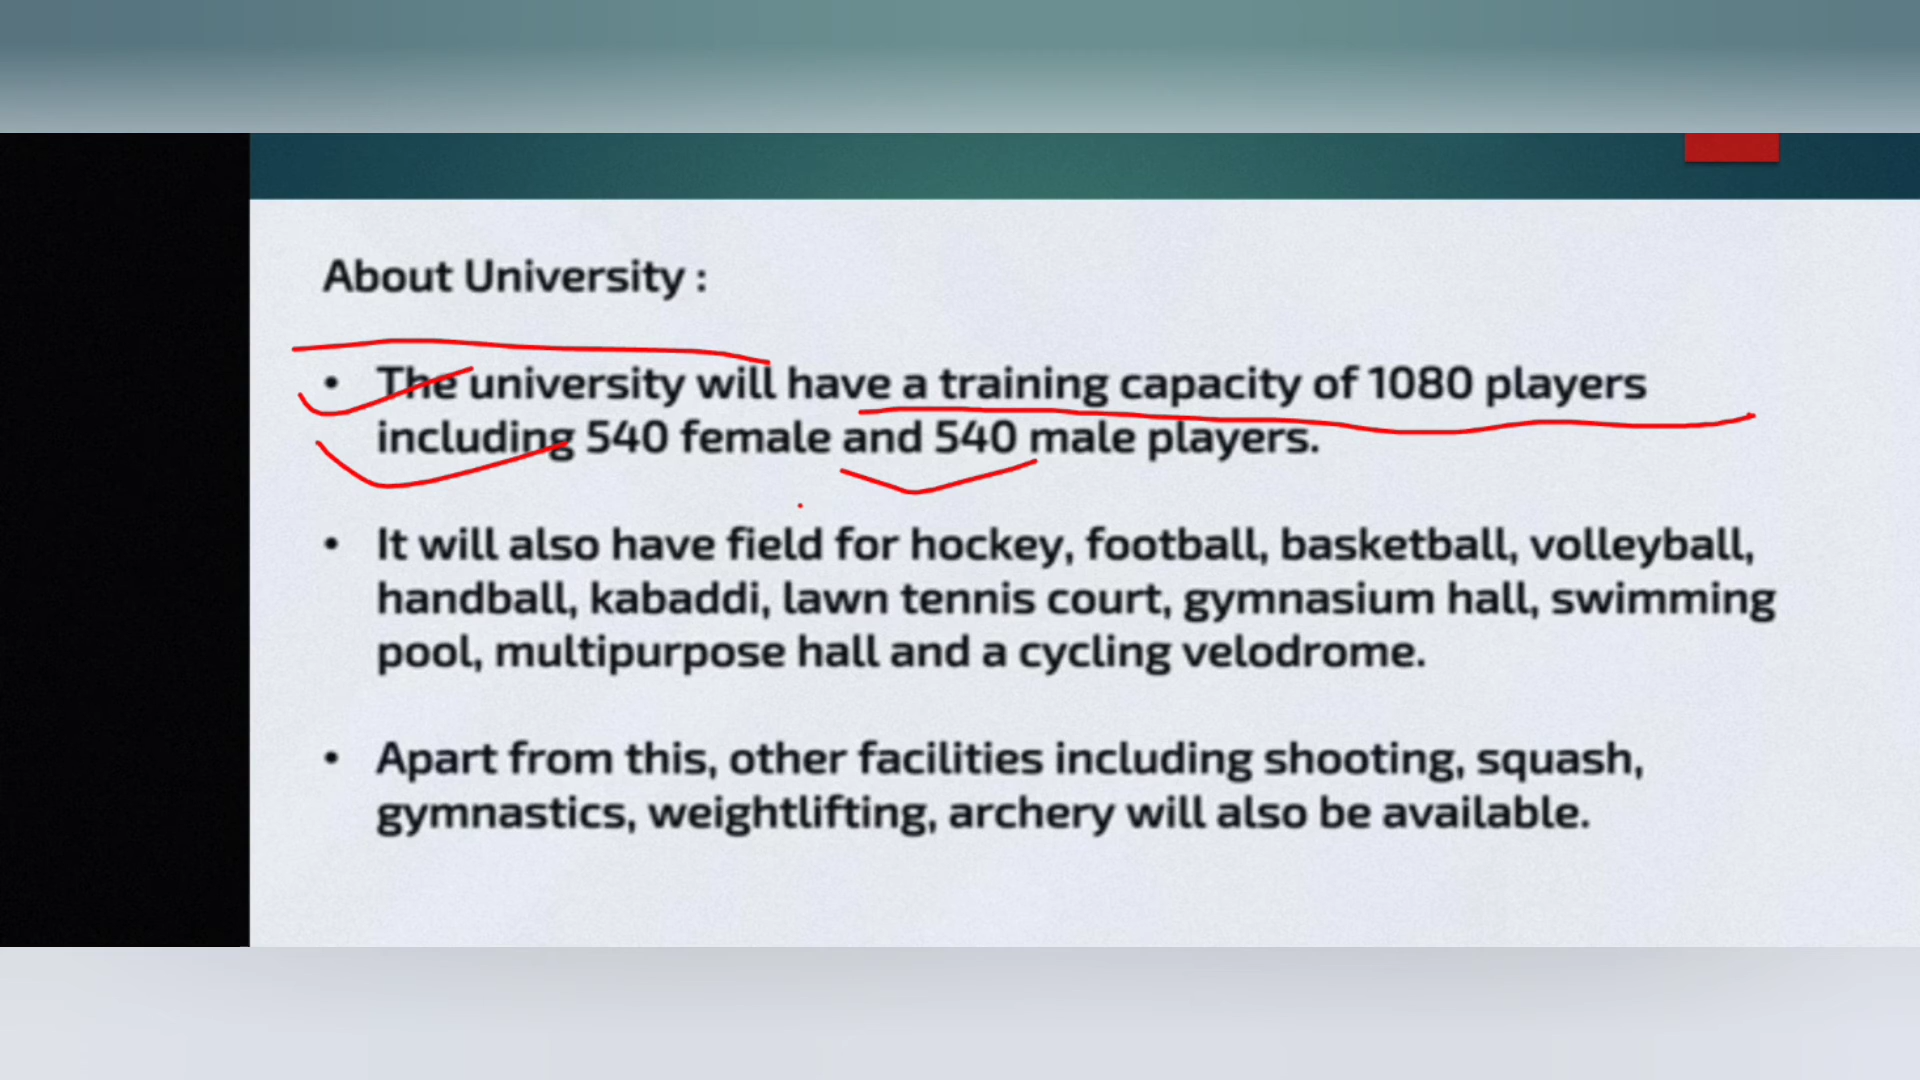 About University :
• The university will have a training capacity of 1080 players
including 540 female and 540 male players.
• It will also have field for hockey, football, basketball, volleyball,
handball, kabaddi, lawn tennis court, gymnasium hall, swimming
pool, multipurpose hall and a cycling velodrome.
• Apart from this, other facilities including shooting, squash,
gymnastics, weightlifting, archery will also be available.